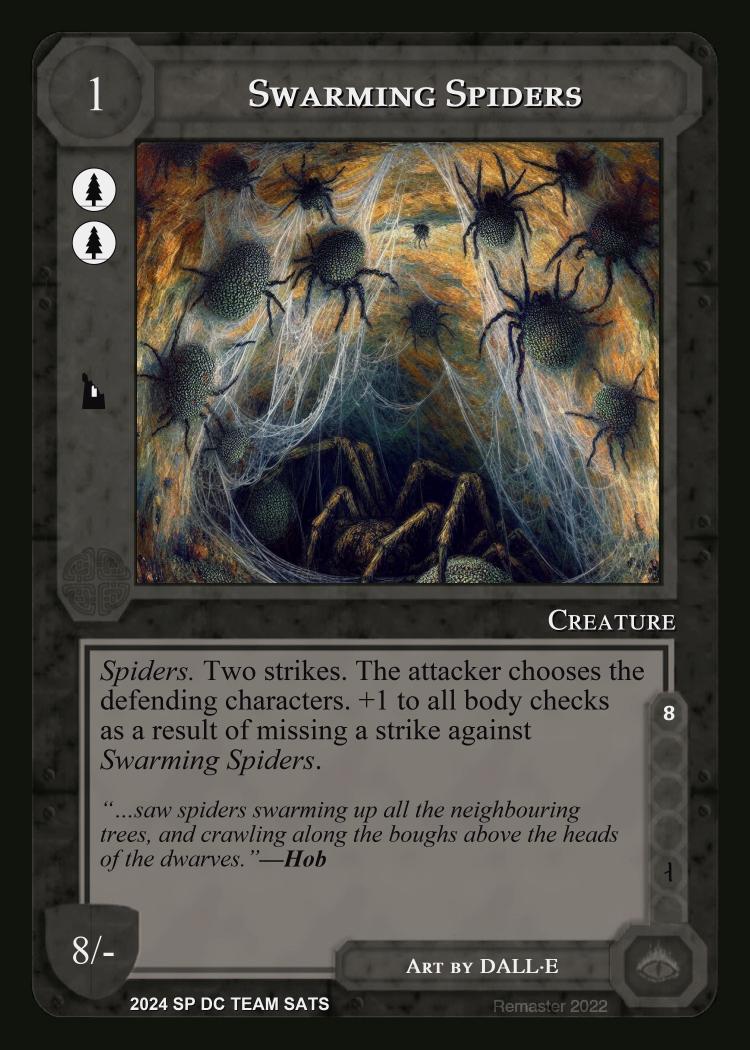 1
SWARMING SPIDERS
CREATURE
Spiders. Two strikes. The attacker chooses the
defending characters. +1 to all body checks
as a result of missing a strike against
Swarming Spiders.
“...saw spiders swarming up all the neighbouring
trees, and crawling along the boughs above the heads
of the dwarves.”—Hob
8
8/-
ART BY DALL·E
2024 SP DC TEAM SATS
Remaster 2022